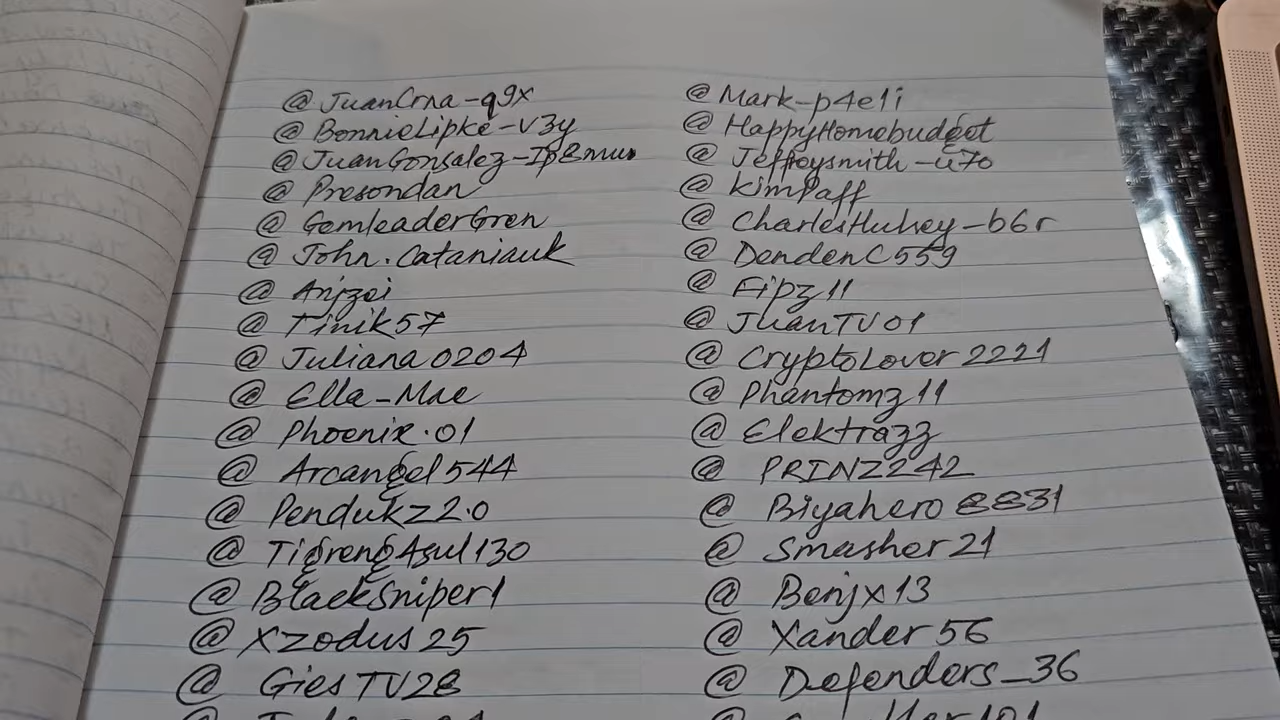 @JuanCrna-q9x
@BonnieLipke-V3y
@JuanGonsalez-Ip8mu
@Presondan
@GemleaderGren
@John.Cataniauk
@Anjzei
@Tinik57
@Juliana0204
@Ella-Mae
@Phoenix.01
@Arcangel544
@Pendukz2.0
@TigrengAsul130
@BlackSniper1
@Xzodus25
@GiesTV28
@Mark-p4e1i
@HappyHomebudget
@Jeffoysmith-u7o
@KimPaff
@CharlesHuhey-b6r
@DendenC559
@Fipz11
@JuanTV01
@CryptoLover2221
@Phantomz11
@Elektrazz
@PRINZ242
@Biyahero8831
@Smasher21
@Benjx13
@Xander56
@Defenders_36